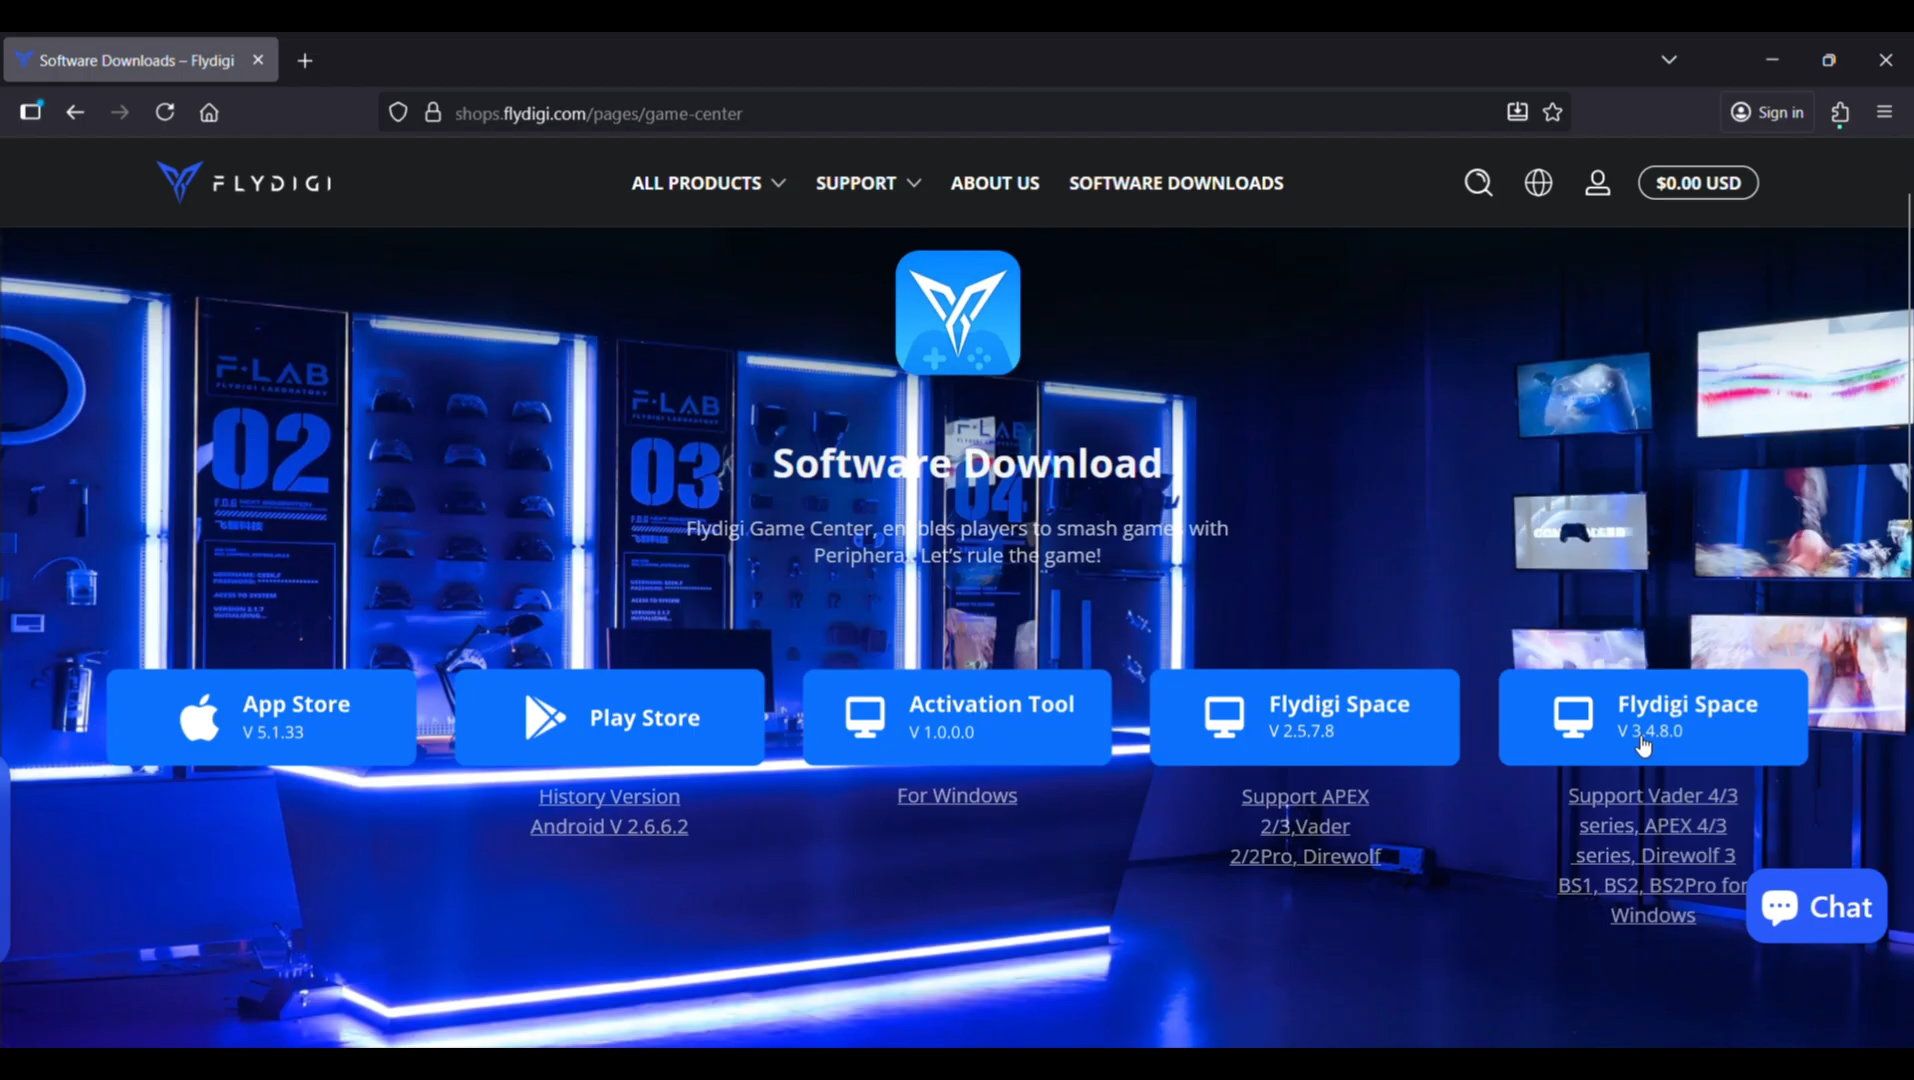 Software Downloads – Flydigi
shops.flydigi.com/pages/game-center
Sign in
FLYDIGI
ALL PRODUCTS
SUPPORT
ABOUT US
SOFTWARE DOWNLOADS
$0.00 USD
F-LAB
FLYDIGI LABORATORY
02
F-LAB
03
F-LAB
04
Software Download
Flydigi Game Center, enables players to smash games with
Peripheral. Let's rule the game!
App Store
V 5.1.33
Play Store
History Version
Android V 2.6.6.2
Activation Tool
V 1.0.0.0
For Windows
Flydigi Space
V 2.5.7.8
Support APEX
2/3,Vader
2/2Pro, Direwolf
Flydigi Space
V 3.4.8.0
Support Vader 4/3
series, APEX 4/3
series, Direwolf 3
BS1, BS2, BS2Pro for
Windows
Chat